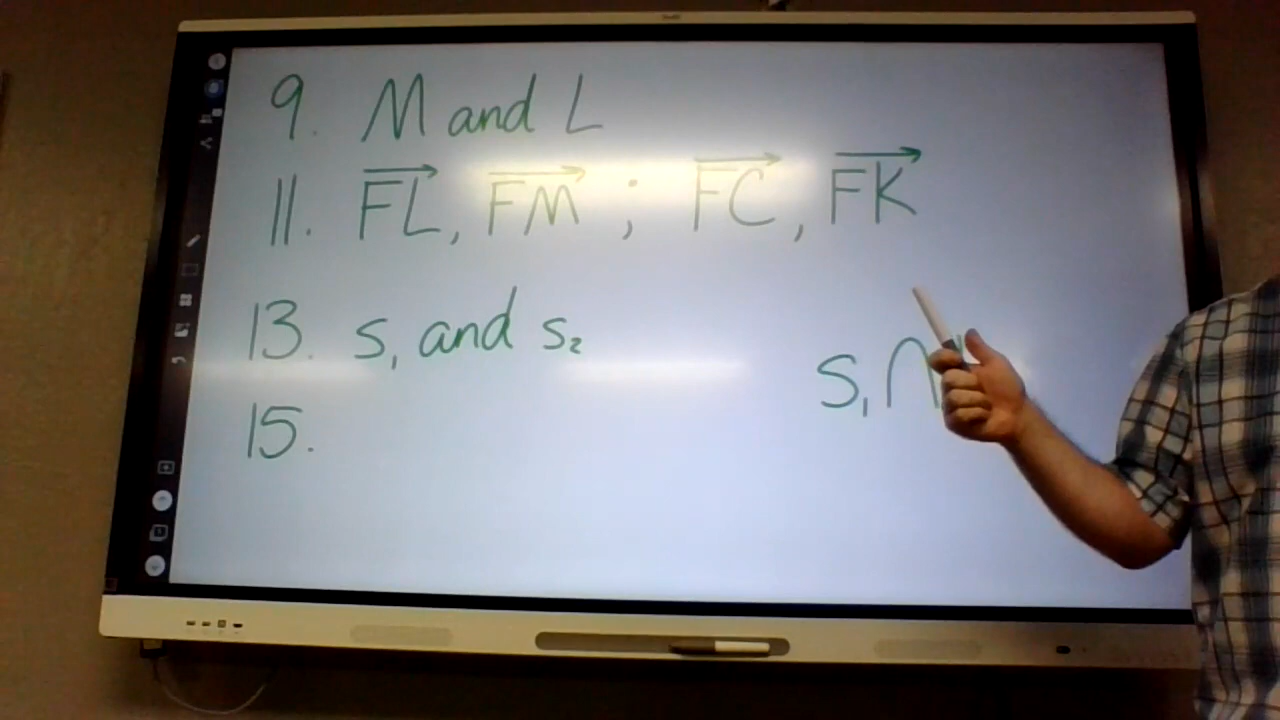 9. M and L
11. FL, FM ; FC, FK
13. s₁ and s₂
s₁ ∩
15.